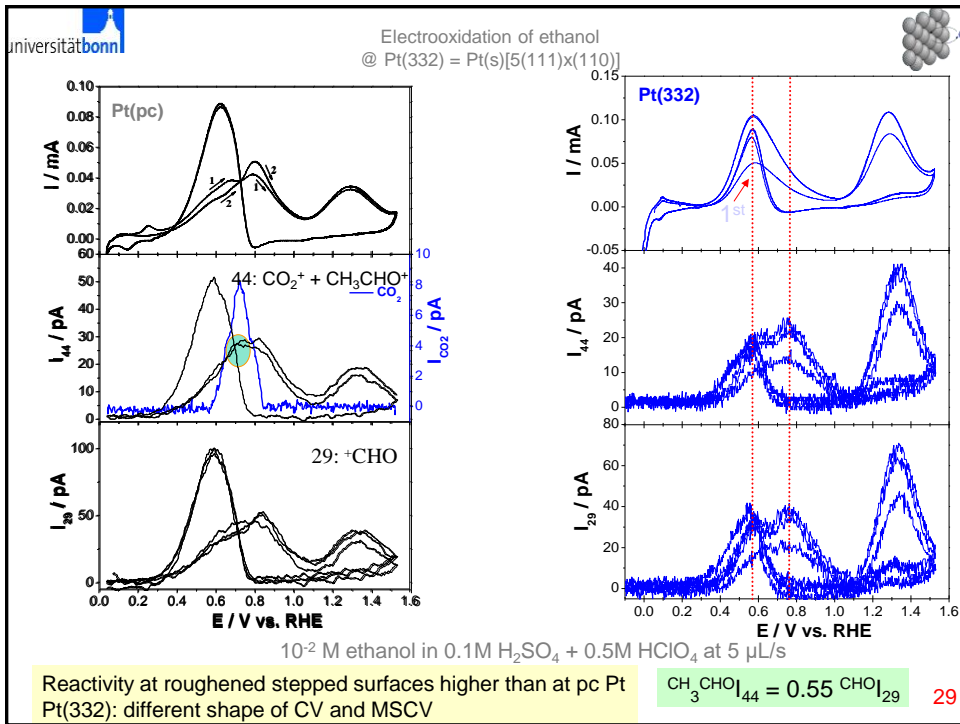 universitätbonn
Electrooxidation of ethanol
@ Pt(332) = Pt(s)[5(111)x(110)]
Pt(pc)
I / mA
0.10
0.08
0.06
0.04
0.02
0.00
1
2
2
1
60
50
40
30
20
10
0
I44 / pA
44: CO2+ + CH3CHO+
CO2
10
8
6
4
2
0
ICO2 / pA
100
50
0
I29 / pA
29: +CHO
0.0 0.2 0.4 0.6 0.8 1.0 1.2 1.4 1.6
E / V vs. RHE
Pt(332)
I / mA
0.15
0.10
0.05
0.00
-0.05
1st
40
30
20
10
0
I44 / pA
80
60
40
20
0
I29 / pA
0.0 0.2 0.4 0.6 0.8 1.0 1.2 1.4 1.6
E / V vs. RHE
10-2 M ethanol in 0.1M H2SO4 + 0.5M HClO4 at 5 µL/s
Reactivity at roughened stepped surfaces higher than at pc Pt
Pt(332): different shape of CV and MSCV
CH3CHOI44 = 0.55 CHOI29
29